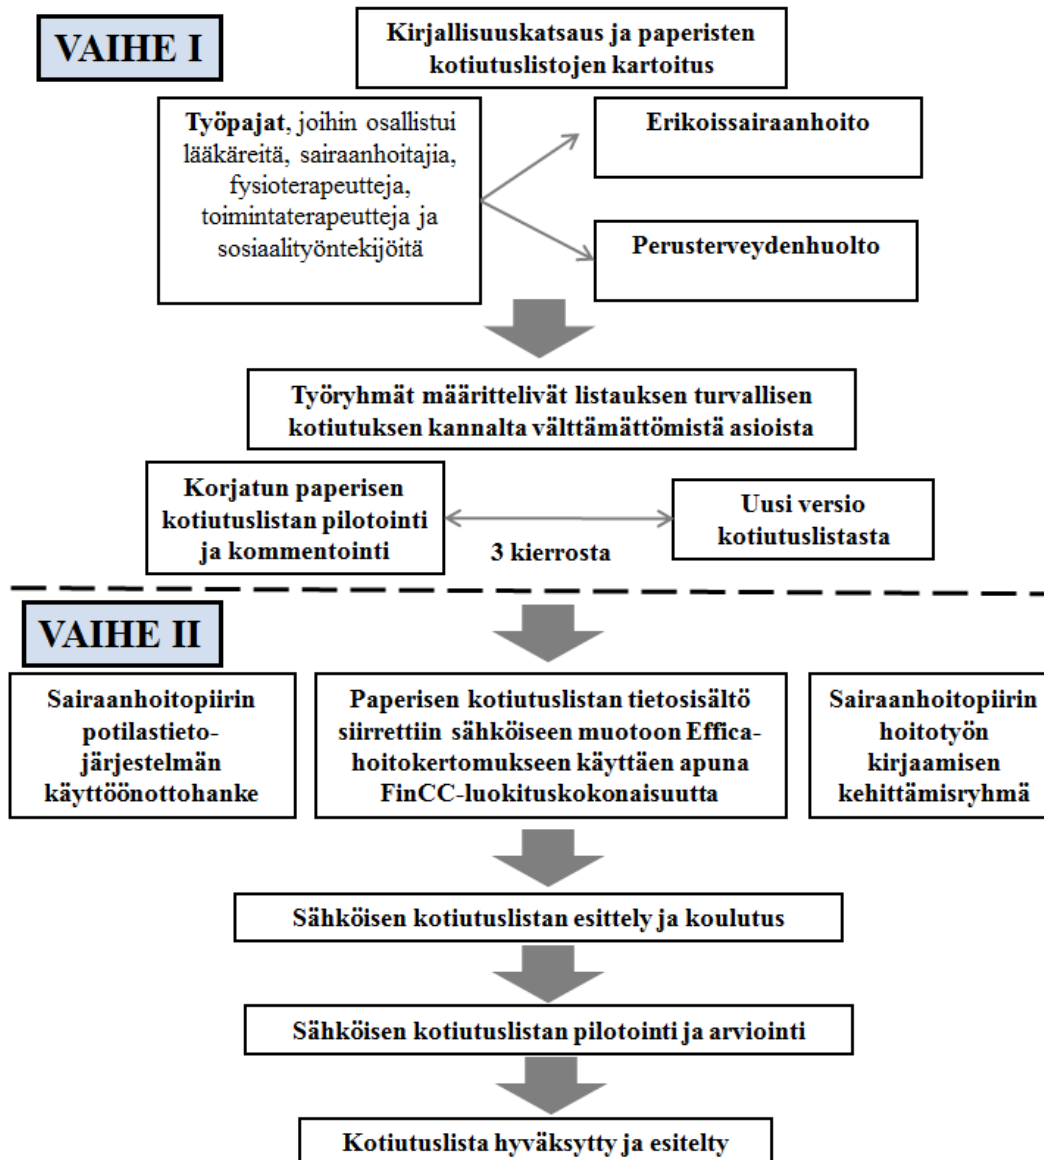 VAIHE I
Kirjallisuuskatsaus ja paperisten
kotiutuslistojen kartoitus
Työpajat, joihin osallistui
lääkäreitä, sairaanhoitajia,
fysioterapeutteja,
toimintaterapeutteja ja
sosiaalityöntekijöitä
Erikoissairaanhoito
Perusterveydenhuolto
Työryhmät määrittelivät listauksen turvallisen
kotiutuksen kannalta välttämättömistä asioista
Korjatun paperisen
kotiutuslistan pilotointi
ja kommentointi
3 kierrosta
Uusi versio
kotiutuslistasta
VAIHE II
Sairaanhoitopiirin
potilastieto-
järjestelmän
käyttöönottohanke
Paperisen kotiutuslistan tietosisältö
siirrettiin sähköiseen muotoon Effica-
hoitokertomukseen käyttäen apuna
FinCC-luokituskokonaisuutta
Sairaanhoitopiirin
hoitotyön
kirjaamisen
kehittämisryhmä
Sähköisen kotiutuslistan esittely ja koulutus
Sähköisen kotiutuslistan pilotointi ja arviointi
Kotiutuslista hyväksytty ja esitelty